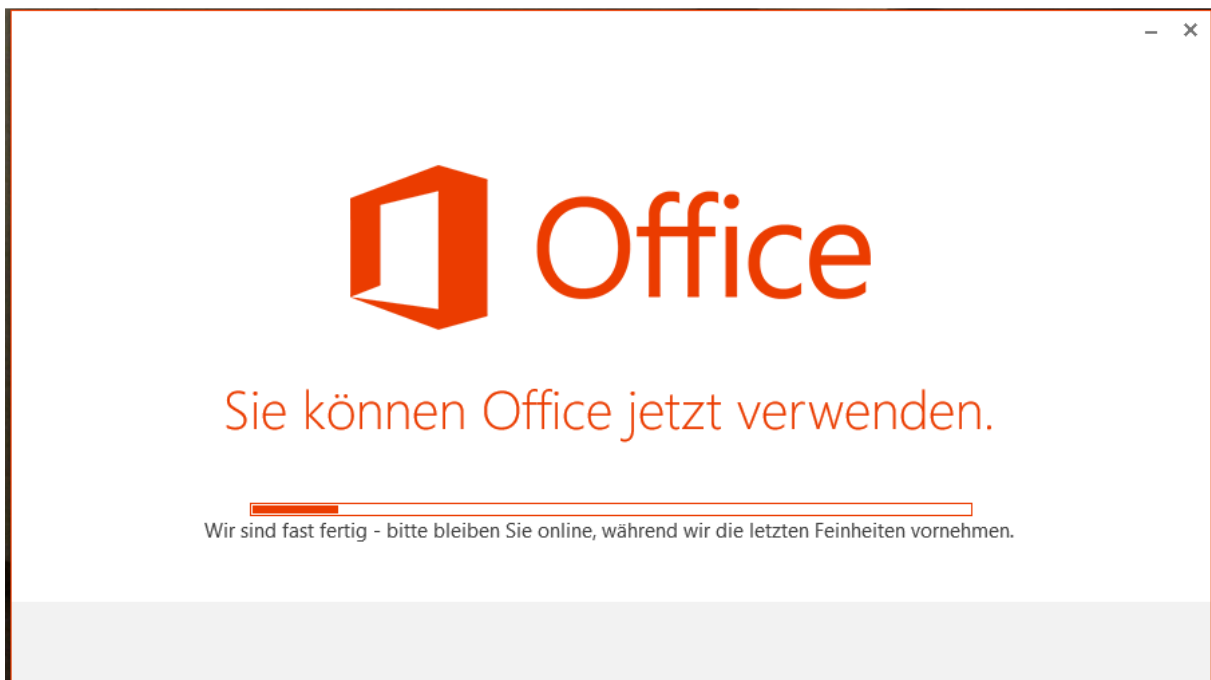 Office
Sie können Office jetzt verwenden.
Wir sind fast fertig - bitte bleiben Sie online, während wir die letzten Feinheiten vornehmen.